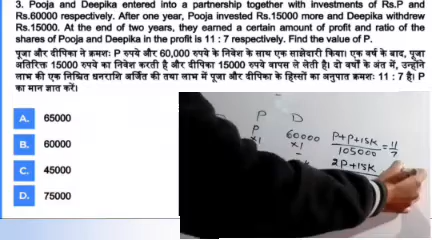 3. Pooja and Deepika entered into a partnership together with investments of Rs.P and
Rs.60000 respectively. After one year, Pooja invested Rs.15000 more and Deepika withdrew
Rs.15000. At the end of two years, they earned a certain amount of profit and ratio of the
shares of Pooja and Deepika in the profit is 11 : 7 respectively. Find the value of P.
पूजा और दीपिका ने क्रमशः P रुपये और 60,000 रुपये के निवेश के साथ एक साझेदारी किया। एक वर्ष के बाद, पूजा
अतिरिक्त 15000 रुपये का निवेश करती है और दीपिका 15000 रुपये वापस ले लेती है। दो वर्षों के अंत में, उन्होंने
लाभ की एक निश्चित धनराशि अर्जित की तथा लाभ में पूजा और दीपिका के हिस्सों का अनुपात क्रमशः 11 : 7 है। P
का मान ज्ञात करें।
A. 65000
B. 60000
C. 45000
D. 75000
P D
P 60000
×1 ×1
P+P+15K / 105000 = 11/7
2P+15K